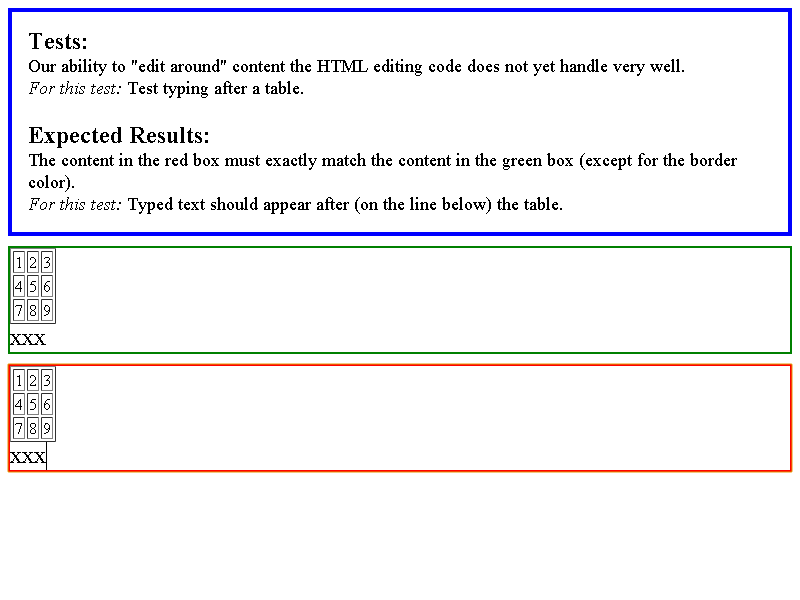 Tests:
Our ability to "edit around" content the HTML editing code does not yet handle very well.
For this test: Test typing after a table.
Expected Results:
The content in the red box must exactly match the content in the green box (except for the border
color).
For this test: Typed text should appear after (on the line below) the table.
1 2 3
4 5 6
7 8 9
xxx
1 2 3
4 5 6
7 8 9
xxx